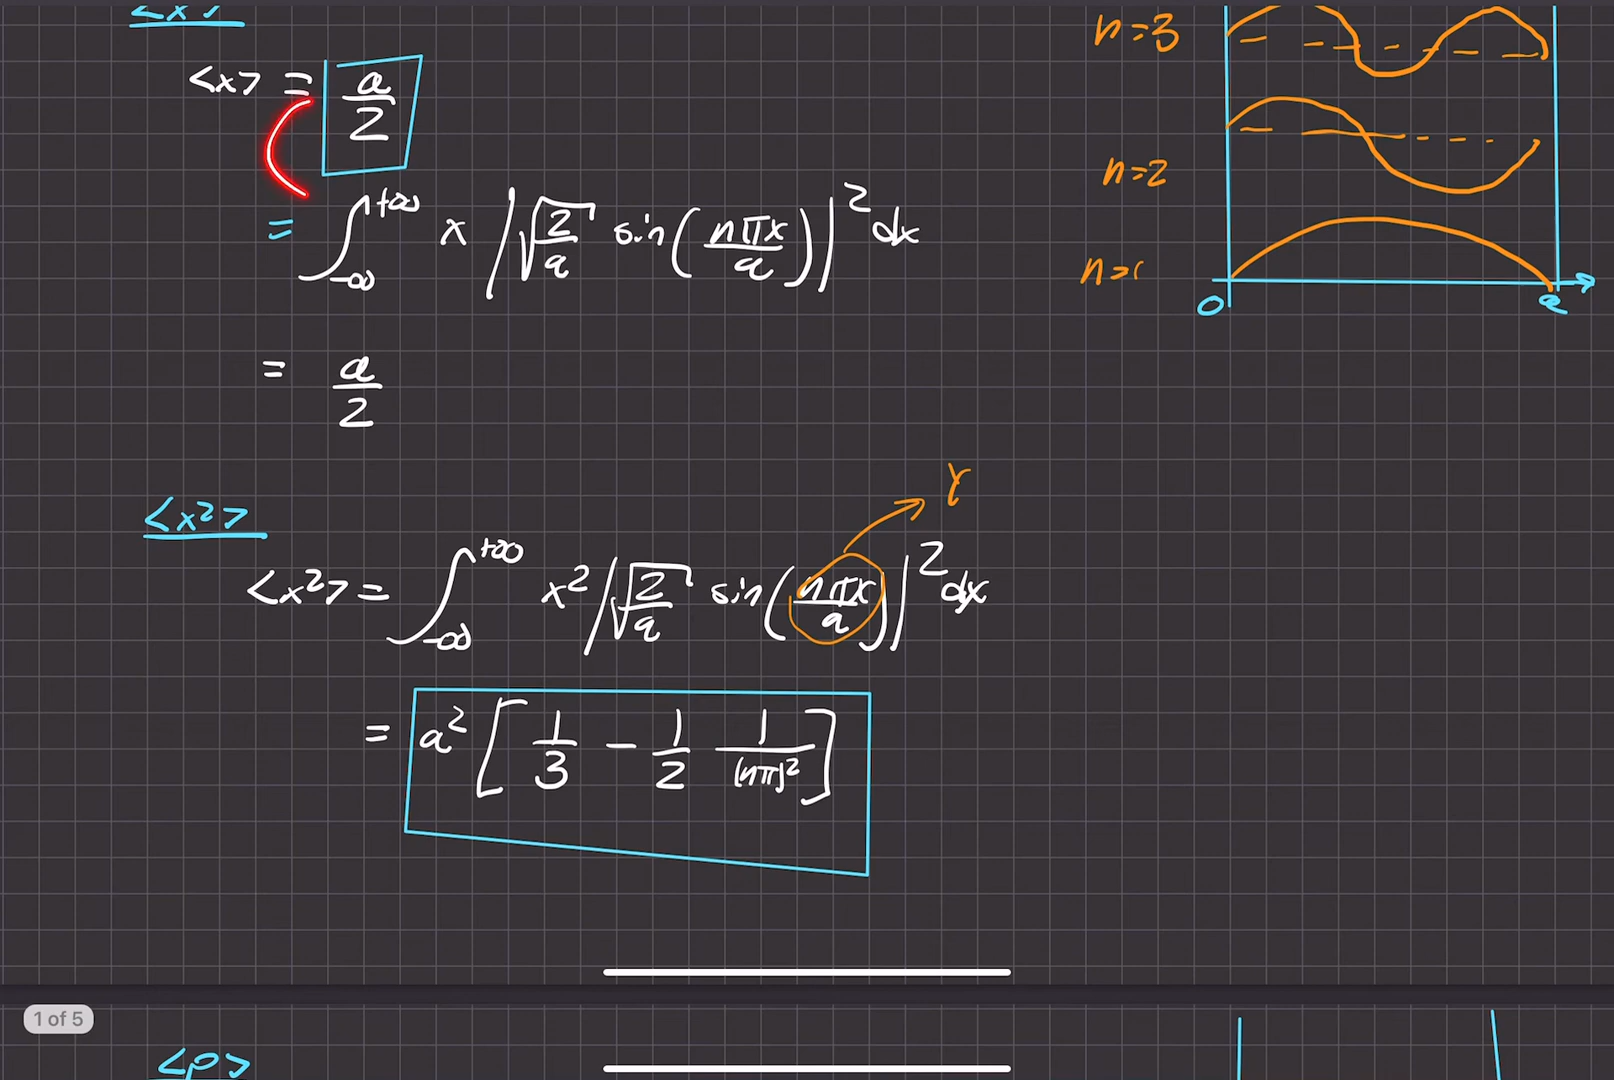 <x>
<x> = a/2
= ∫_{-∞}^{+∞} x |√(2/a) sin(nπx/a)|² dx
= a/2
<x²>
<x²> = ∫_{-∞}^{+∞} x² |√(2/a) sin(nπx/a)|² dx
γ
= a² [1/3 - 1/2 1/(nπ)²]
n=3
n=2
0
a
1 of 5
<p>